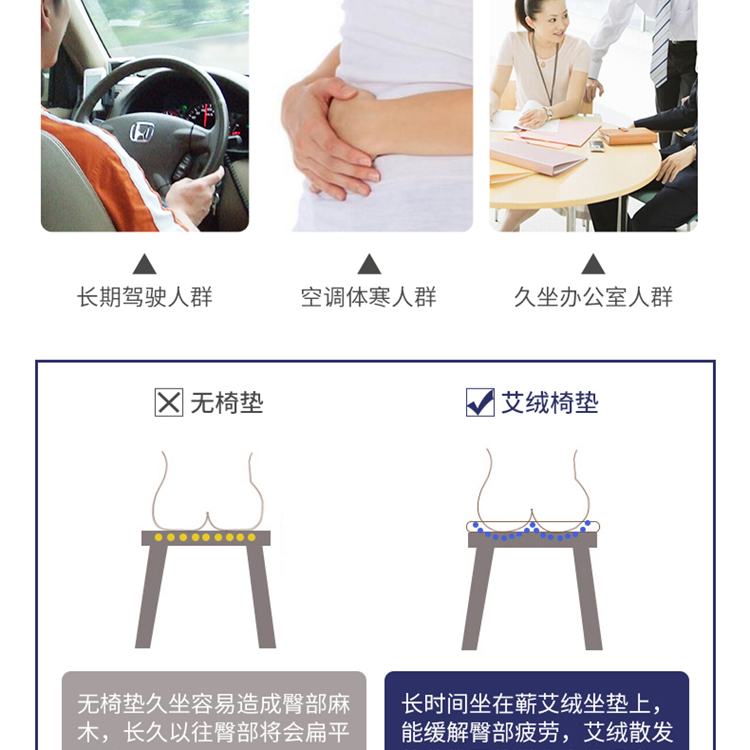 长期驾驶人群
空调体寒人群
久坐办公室人群
无椅垫
艾绒椅垫
无椅垫久坐容易造成臀部麻
木，长久以往臀部将会扁平
长时间坐在蕲艾绒坐垫上，
能缓解臀部疲劳，艾绒散发